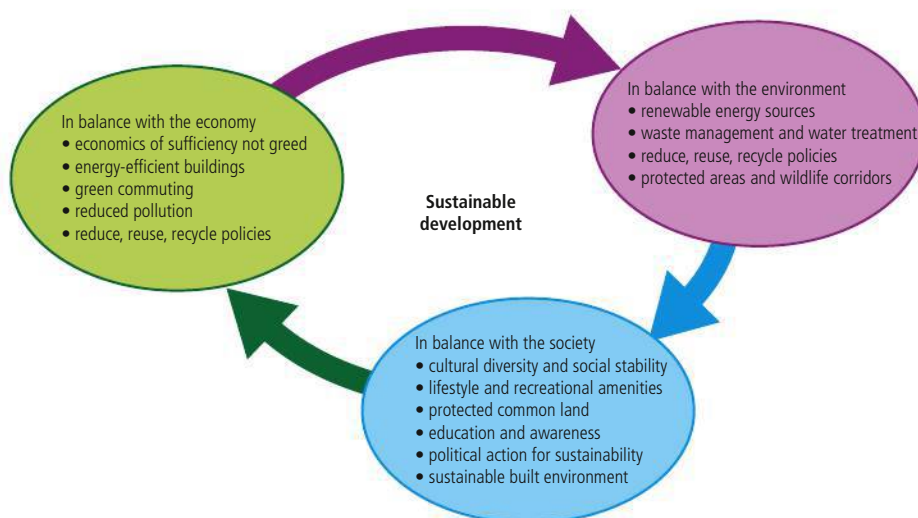 In balance with the economy
• economics of sufficiency not greed
• energy-efficient buildings
• green commuting
• reduced pollution
• reduce, reuse, recycle policies
In balance with the environment
• renewable energy sources
• waste management and water treatment
• reduce, reuse, recycle policies
• protected areas and wildlife corridors
Sustainable
development
In balance with the society
• cultural diversity and social stability
• lifestyle and recreational amenities
• protected common land
• education and awareness
• political action for sustainability
• sustainable built environment